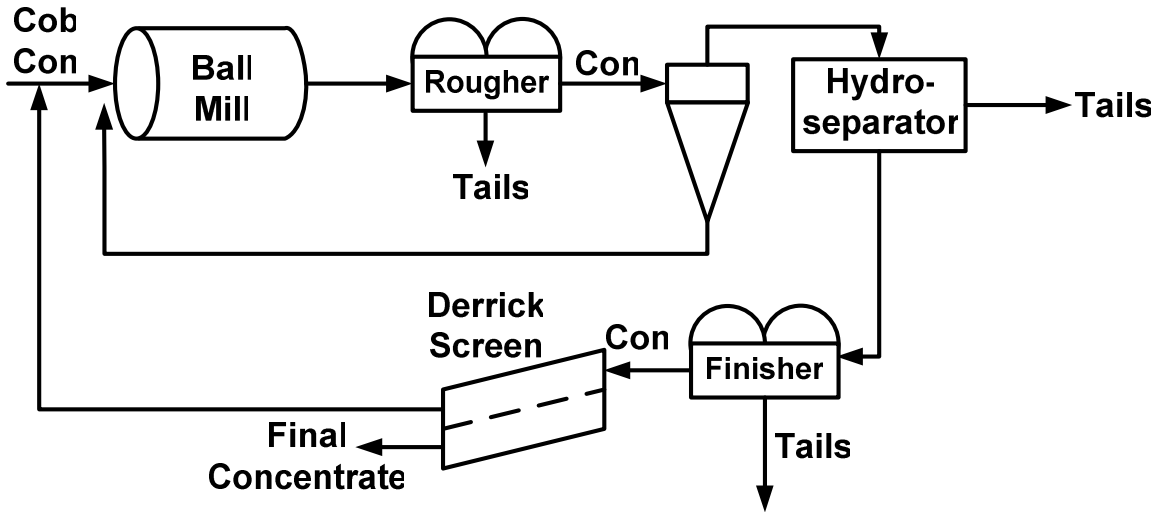 Cob
Con
Ball
Mill
Rougher
Con
Tails
Hydro-
separator
Tails
Derrick
Screen
Con
Finisher
Tails
Final
Concentrate